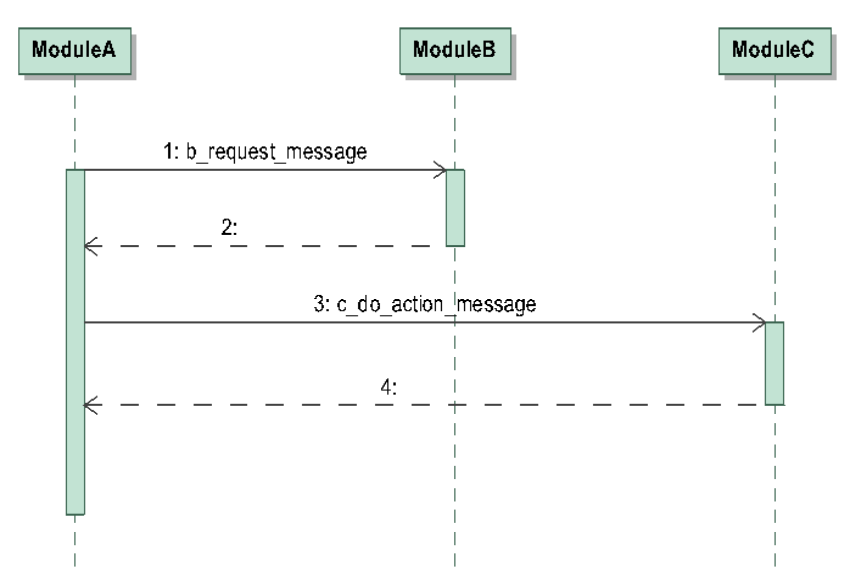 ModuleA
ModuleB
ModuleC
1: b_request_message
2:
3: c_do_action_message
4: